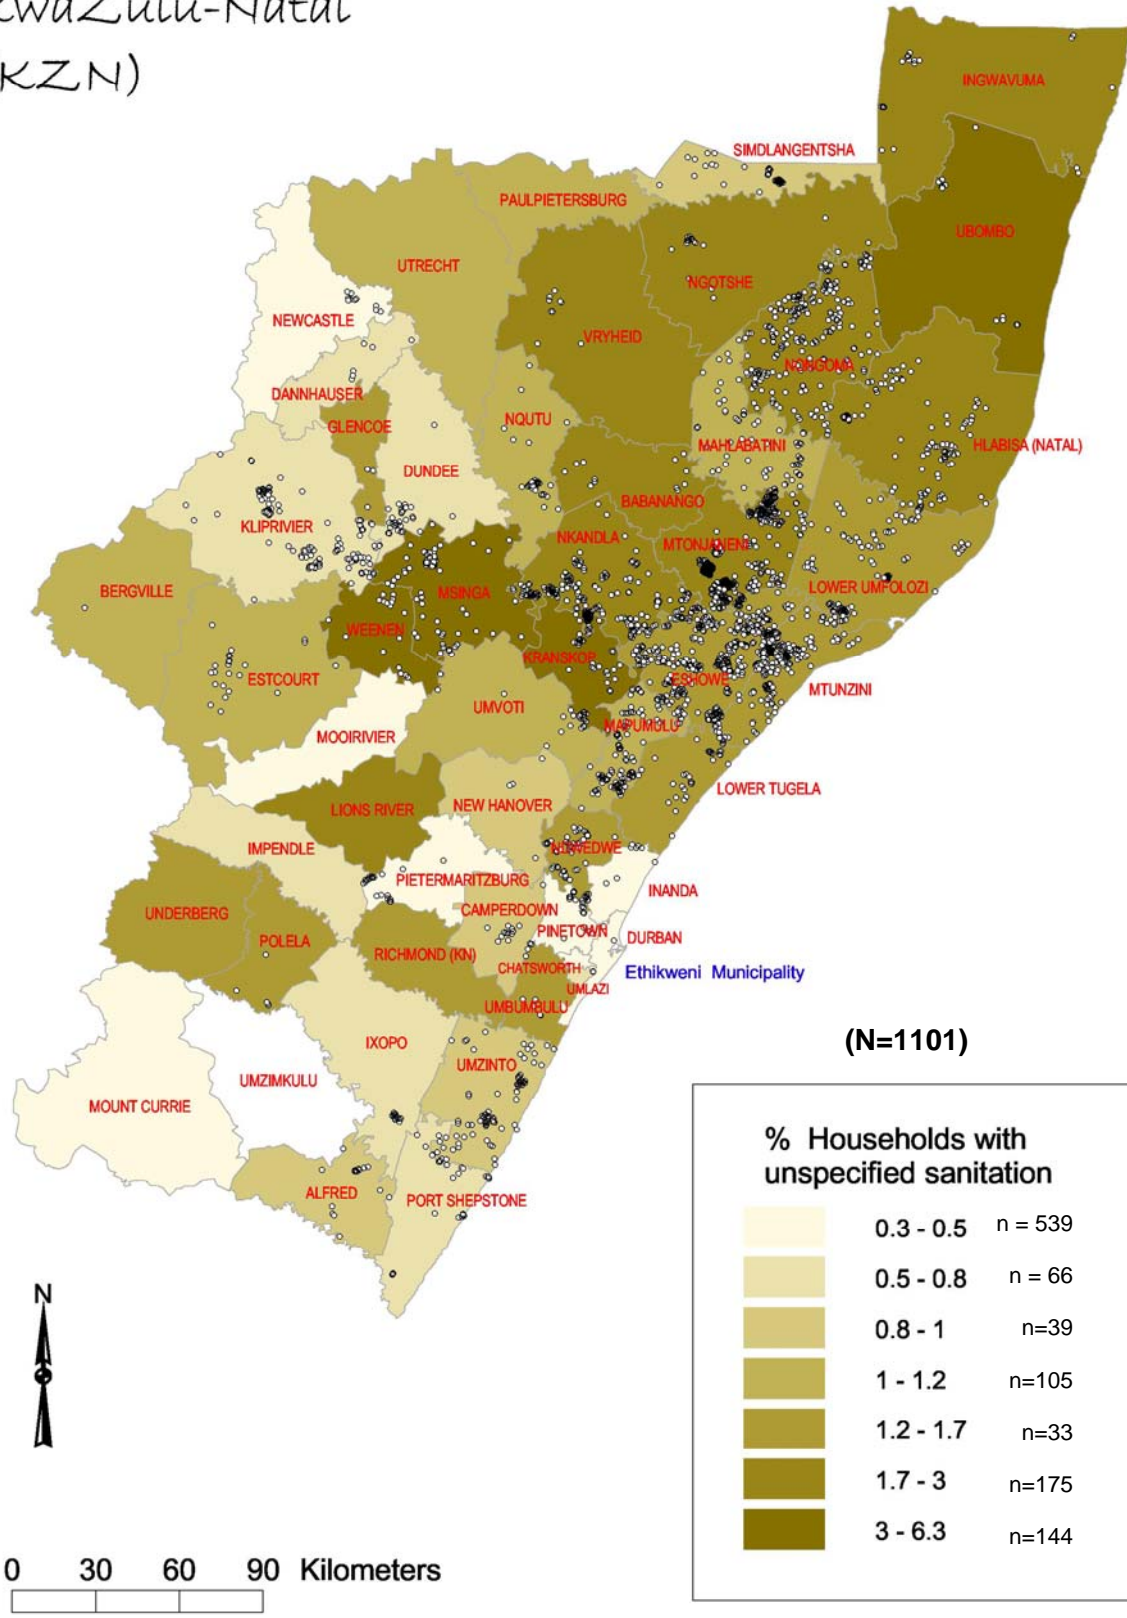 KwaZulu-Natal
(KZN)
INGWAVUMA
SIMDLANGENTSHA
PAULPIETERSBURG
UBOMBO
UTRECHT
NGOTSHE
NEWCASTLE
VRYHEID
NONGOMA
DANNHAUSER
GLENCOE
NQUTU
MAHLABATINI
HLABISA (NATAL)
DUNDEE
BABANANGO
KLIPRIVIER
NKANDLA
MTONJANENI
BERGVILLE
MSINGA
LOWER UMFOLOZI
WEENEN
KRANSKOP
ESTCOURT
ESHOWE
MTUNZINI
UMVOTI
MAPUMULU
MOOIRIVIER
LOWER TUGELA
LIONS RIVER
NEW HANOVER
IMPENDLE
NDWEDWE
PIETERMARITZBURG
INANDA
UNDERBERG
CAMPERDOWN
PINETOWN
DURBAN
POLELA
RICHMOND (KN)
CHATSWORTH
Ethikweni Municipality
UMLAZI
UMBUMBULU
IXOPO
(N=1101)
UMZINTO
UMZIMKULU
MOUNT CURRIE
ALFRED
PORT SHEPSTONE
% Households with
unspecified sanitation
0.3 - 0.5 n = 539
0.5 - 0.8 n = 66
0.8 - 1 n=39
1 - 1.2 n=105
1.2 - 1.7 n=33
1.7 - 3 n=175
3 - 6.3 n=144
N
0 30 60 90 Kilometers